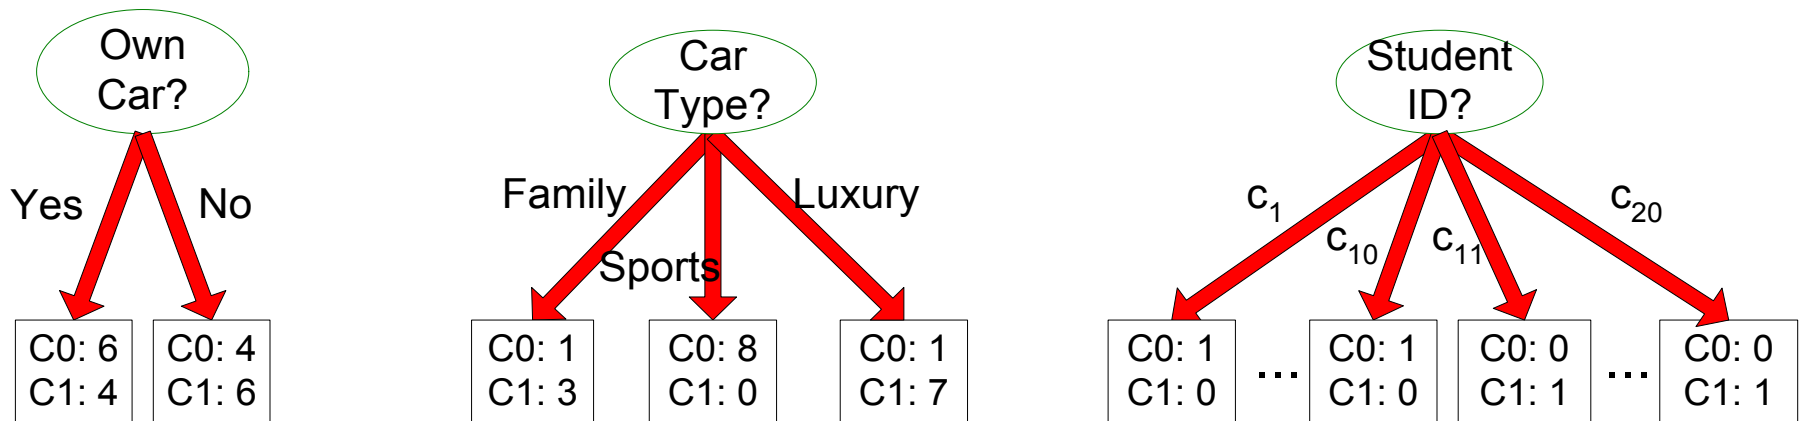 Own
Car?
Yes
No
C0: 6
C1: 4
C0: 4
C1: 6
Car
Type?
Family
Sports
Luxury
C0: 1
C1: 3
C0: 8
C1: 0
C0: 1
C1: 7
Student
ID?
c1
c10
c11
c20
C0: 1
C1: 0
...
C0: 1
C1: 0
C0: 0
C1: 1
...
C0: 0
C1: 1